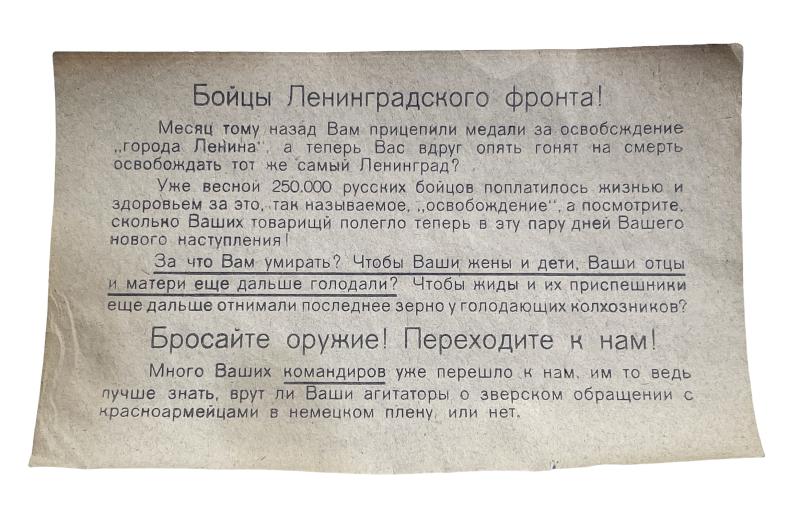 Бойцы Ленинградского фронта!
Месяц тому назад Вам прицепили медали за освобсждение
„города Ленина“, а теперь Вас вдруг опять гонят на смерть
освобождать тот же самый Ленинград?
Уже весной 250.000 русских бойцов поплатилось жизнью и
здоровьем за это, так называемое, „освобождение“, а посмотрите,
сколько Ваших товарищй полегло теперь в эту пару дней Вашего
нового наступления!
За что Вам умирать? Чтобы Ваши жены и дети, Ваши отцы
и матери еще дальше голодали? Чтобы жиды и их приспешники
еще дальше отнимали последнее зерно у голодающих колхозников?
Бросайте оружие! Переходите к нам!
Много Ваших командиров уже перешло к нам, им то ведь
лучше знать, врут ли Ваши агитаторы о зверском обращении с
красноармейцами в немецком плену, или нет.